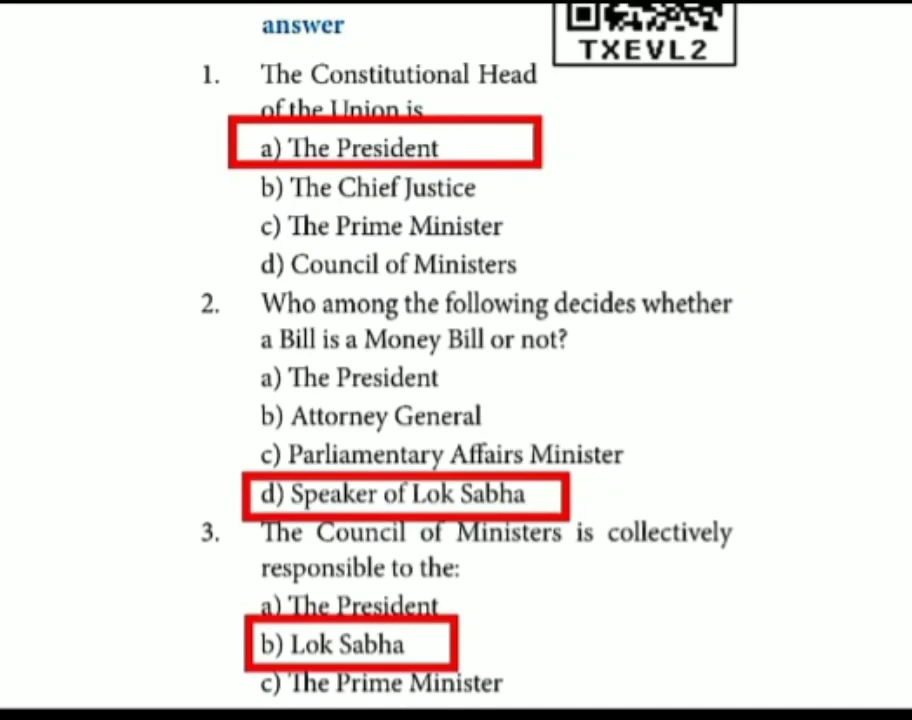 answer
TXEVL2
1. The Constitutional Head
of the Union is
a) The President
b) The Chief Justice
c) The Prime Minister
d) Council of Ministers
2. Who among the following decides whether
a Bill is a Money Bill or not?
a) The President
b) Attorney General
c) Parliamentary Affairs Minister
d) Speaker of Lok Sabha
3. The Council of Ministers is collectively
responsible to the:
a) The President
b) Lok Sabha
c) The Prime Minister